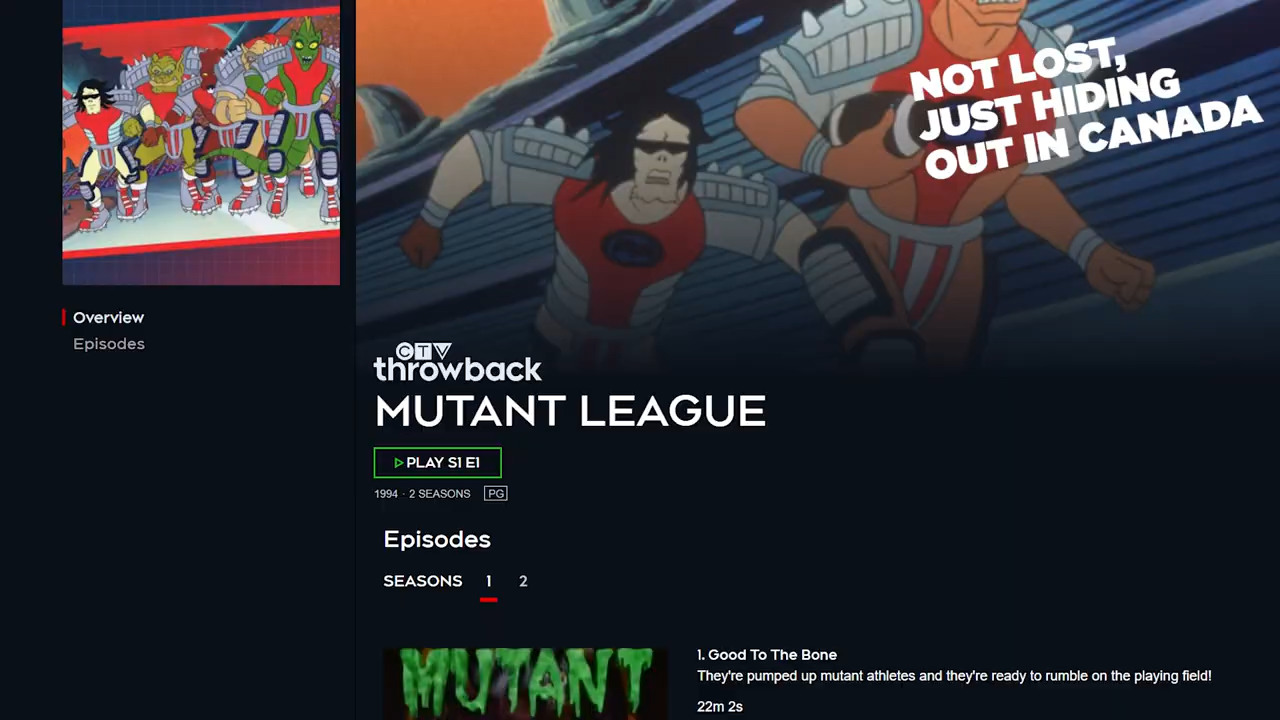 NOT LOST,
JUST HIDING
OUT IN CANADA
Overview
Episodes
CTV
throwback
MUTANT LEAGUE
PLAY S1 E1
1994 · 2 SEASONS PG
Episodes
SEASONS 1 2
MUTANT
1. Good To The Bone
They're pumped up mutant athletes and they're ready to rumble on the playing field!
22m 2s